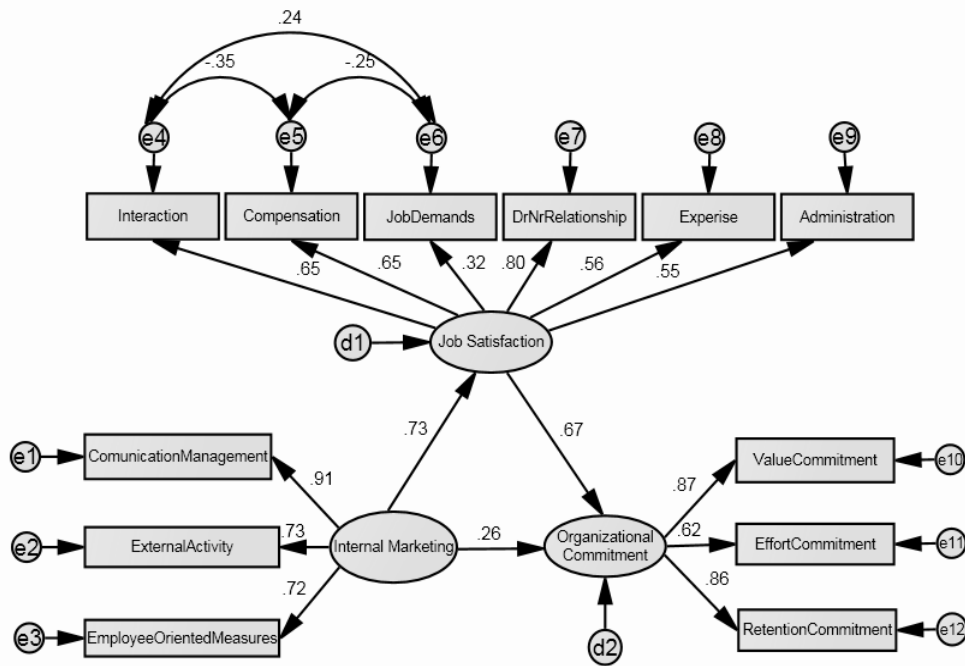 .24
-.35
-.25
e4
e5
e6
e7
e8
e9
Interaction
Compensation
JobDemands
DrNrRelationship
Experise
Administration
.65
.65
.32
.80
.56
.55
d1
Job Satisfaction
.73
.67
e1
ComunicationManagement
.91
e2
ExternalActivity
.73
Internal Marketing
.72
e3
EmployeeOrientedMeasures
.26
Organizational
Commitment
d2
.87
ValueCommitment
e10
.62
EffortCommitment
e11
.86
RetentionCommitment
e12